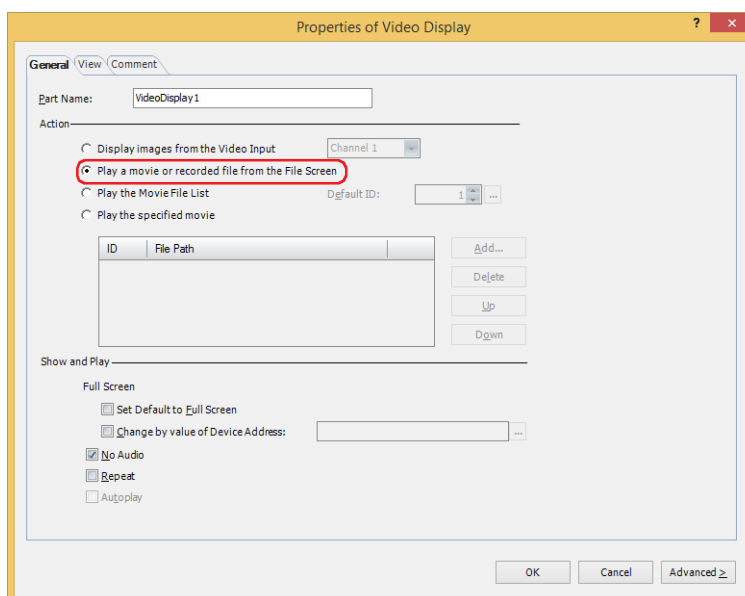 Properties of Video Display
? ×
General View Comment
Part Name: VideoDisplay1
Action
Display images from the Video Input Channel 1
Play a movie or recorded file from the File Screen
Play the Movie File List Default ID: 1 ...
Play the specified movie
ID File Path
Add...
Delete
Up
Down
Show and Play
Full Screen
Set Default to Full Screen
Change by value of Device Address: ...
No Audio
Repeat
Autoplay
OK Cancel Advanced >